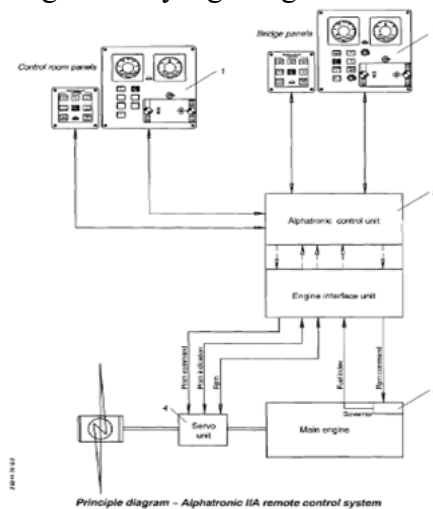 Bridge panels
Control room panels
1
Alphatronic control unit
Engine interface unit
Pitch command
Pitch indication
Rpm
Fuel index
Rpm command
4
Servo
unit
Governor
Main engine
Principle diagram – Alphatronic IIA remote control system